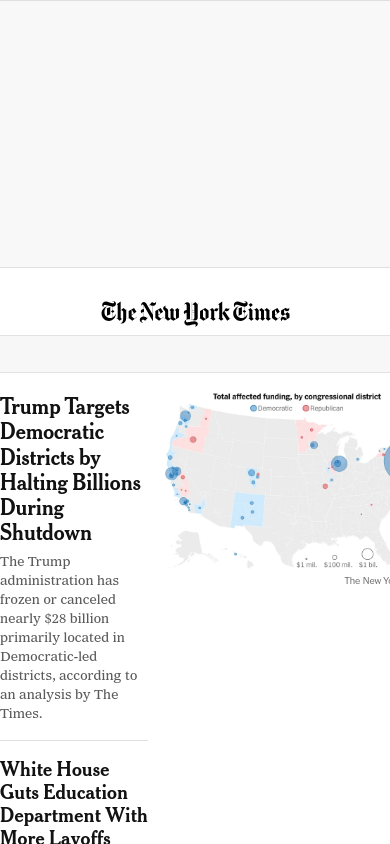 The New York Times
Trump Targets
Democratic
Districts by
Halting Billions
During
Shutdown
The Trump
administration has
frozen or canceled
nearly $28 billion
primarily located in
Democratic-led
districts, according to
an analysis by The
Times.
Total affected funding, by congressional district
Democratic Republican
$1 mil. $100 mil. $1 bil.
The New Yo
White House
Guts Education
Department With
More Layoffs